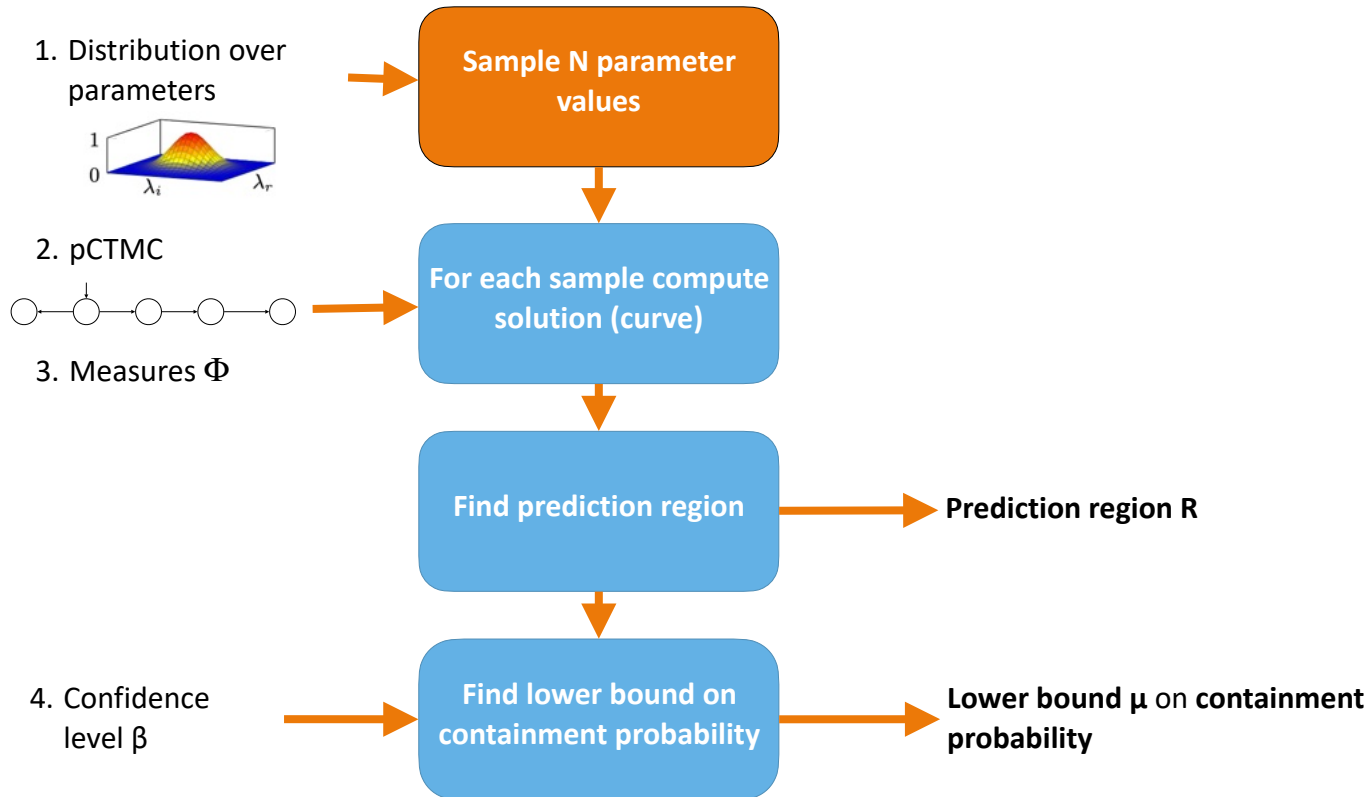 1. Distribution over
parameters
1
0
λi
λr
Sample N parameter
values
2. pCTMC
For each sample compute
solution (curve)
3. Measures Φ
Find prediction region
Prediction region R
4. Confidence
level β
Find lower bound on
containment probability
Lower bound μ on containment
probability